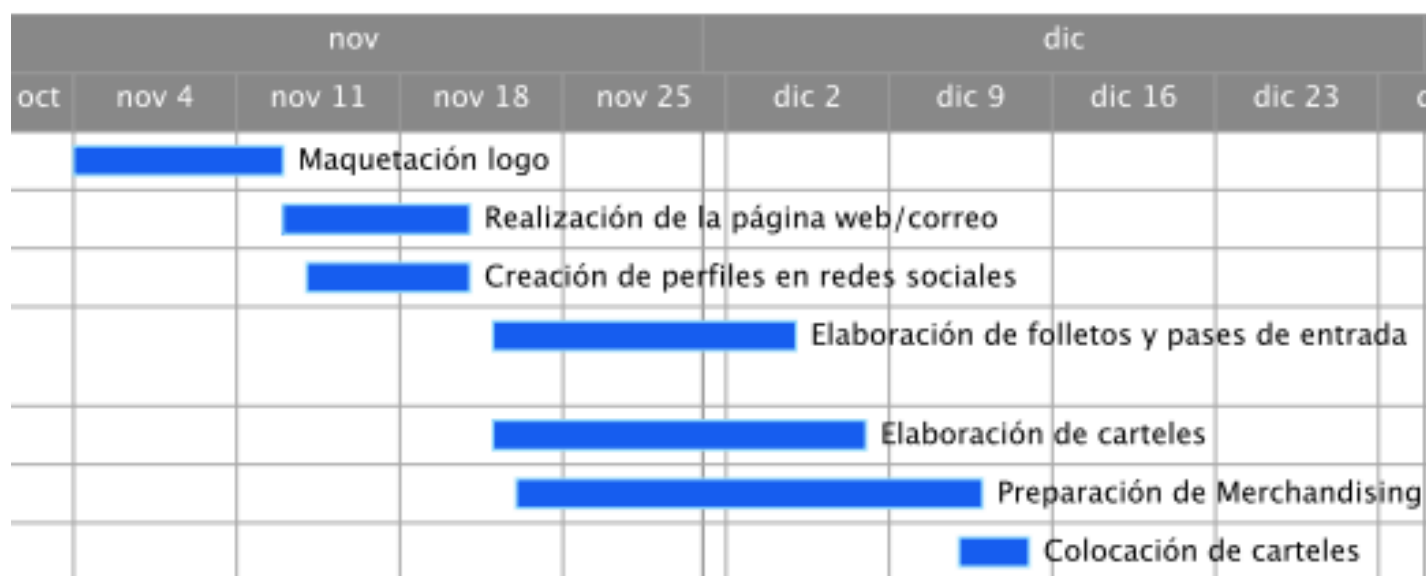 nov dic
oct nov 4 nov 11 nov 18 nov 25 dic 2 dic 9 dic 16 dic 23
Maquetación logo
Realización de la página web/correo
Creación de perfiles en redes sociales
Elaboración de folletos y pases de entrada
Elaboración de carteles
Preparación de Merchandising
Colocación de carteles